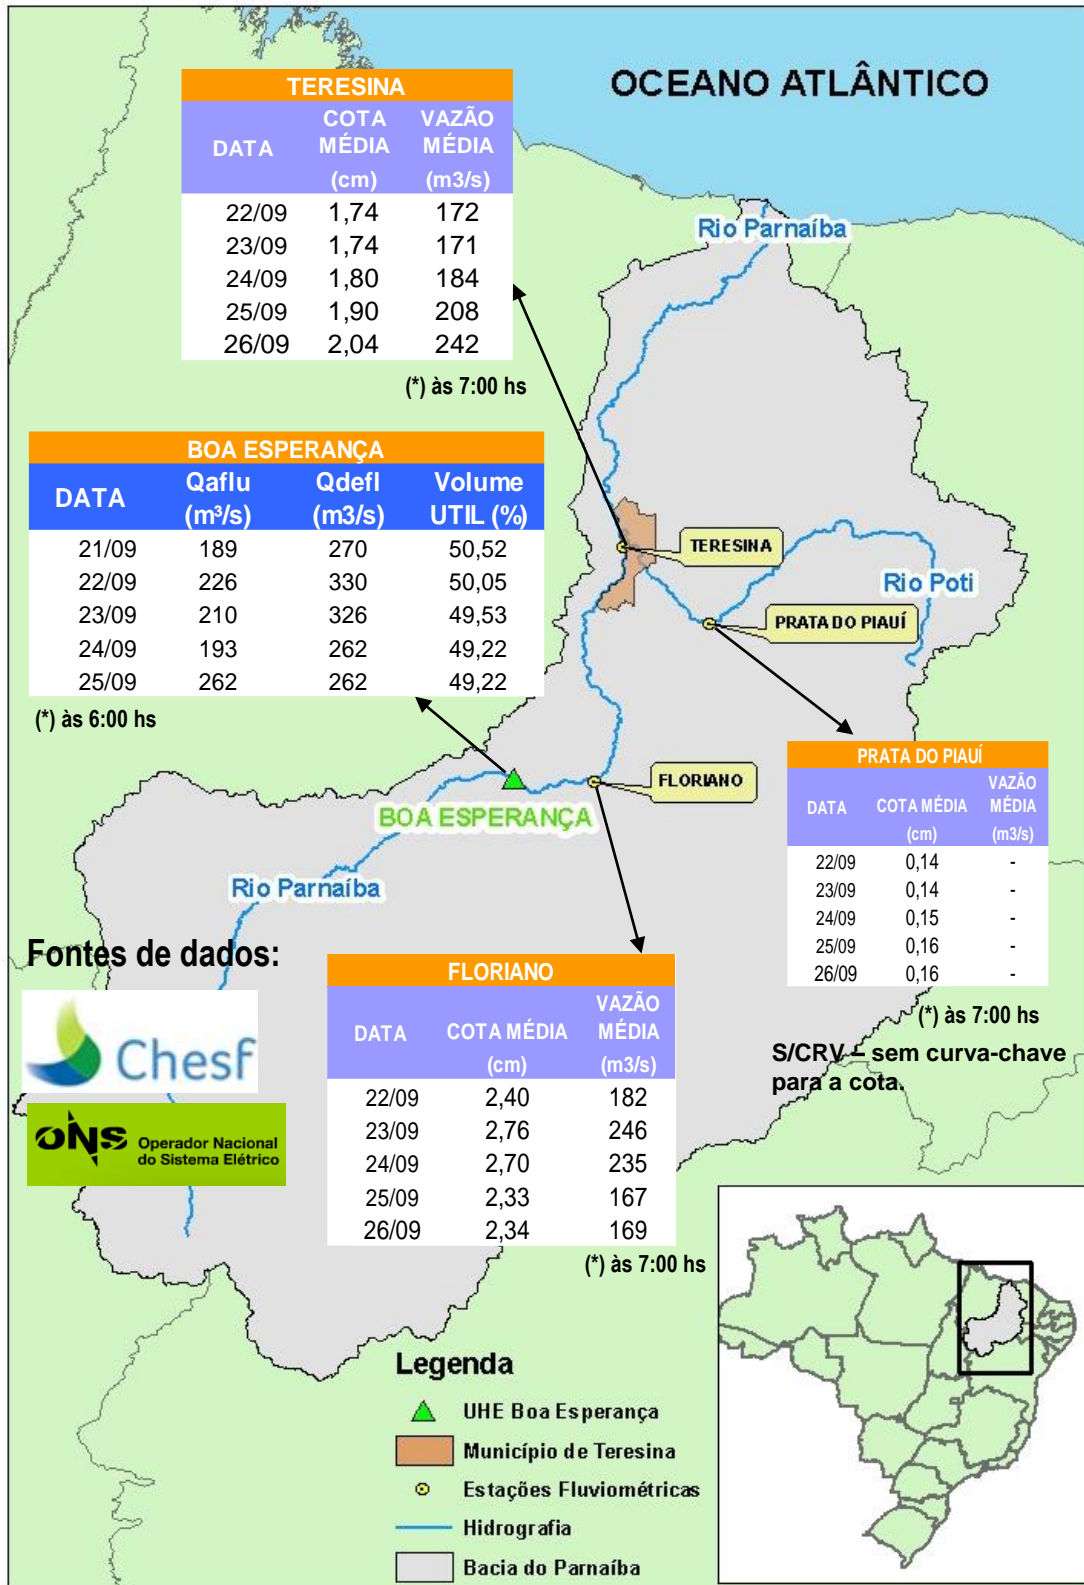 OCEANO ATLÂNTICO
TERESINA
DATA COTA MÉDIA (cm) VAZÃO MÉDIA (m3/s)
22/09 1,74 172
23/09 1,74 171
24/09 1,80 184
25/09 1,90 208
26/09 2,04 242
(*) às 7:00 hs
Rio Parnaíba
BOA ESPERANÇA
DATA Qaflu (m³/s) Qdefl (m3/s) Volume UTIL (%)
21/09 189 270 50,52
22/09 226 330 50,05
23/09 210 326 49,53
24/09 193 262 49,22
25/09 262 262 49,22
(*) às 6:00 hs
TERESINA
Rio Poti
PRATA DO PIAUÍ
FLORIANO
BOA ESPERANÇA
Rio Parnaíba
PRATA DO PIAUÍ
DATA COTA MÉDIA (cm) VAZÃO MÉDIA (m3/s)
22/09 0,14 -
23/09 0,14 -
24/09 0,15 -
25/09 0,16 -
26/09 0,16 -
(*) às 7:00 hs
S/CRV – sem curva-chave
para a cota.
Fontes de dados:
Chesf
ONS Operador Nacional
do Sistema Elétrico
FLORIANO
DATA COTA MÉDIA (cm) VAZÃO MÉDIA (m3/s)
22/09 2,40 182
23/09 2,76 246
24/09 2,70 235
25/09 2,33 167
26/09 2,34 169
(*) às 7:00 hs
Legenda
UHE Boa Esperança
Município de Teresina
Estações Fluviométricas
Hidrografia
Bacia do Parnaíba